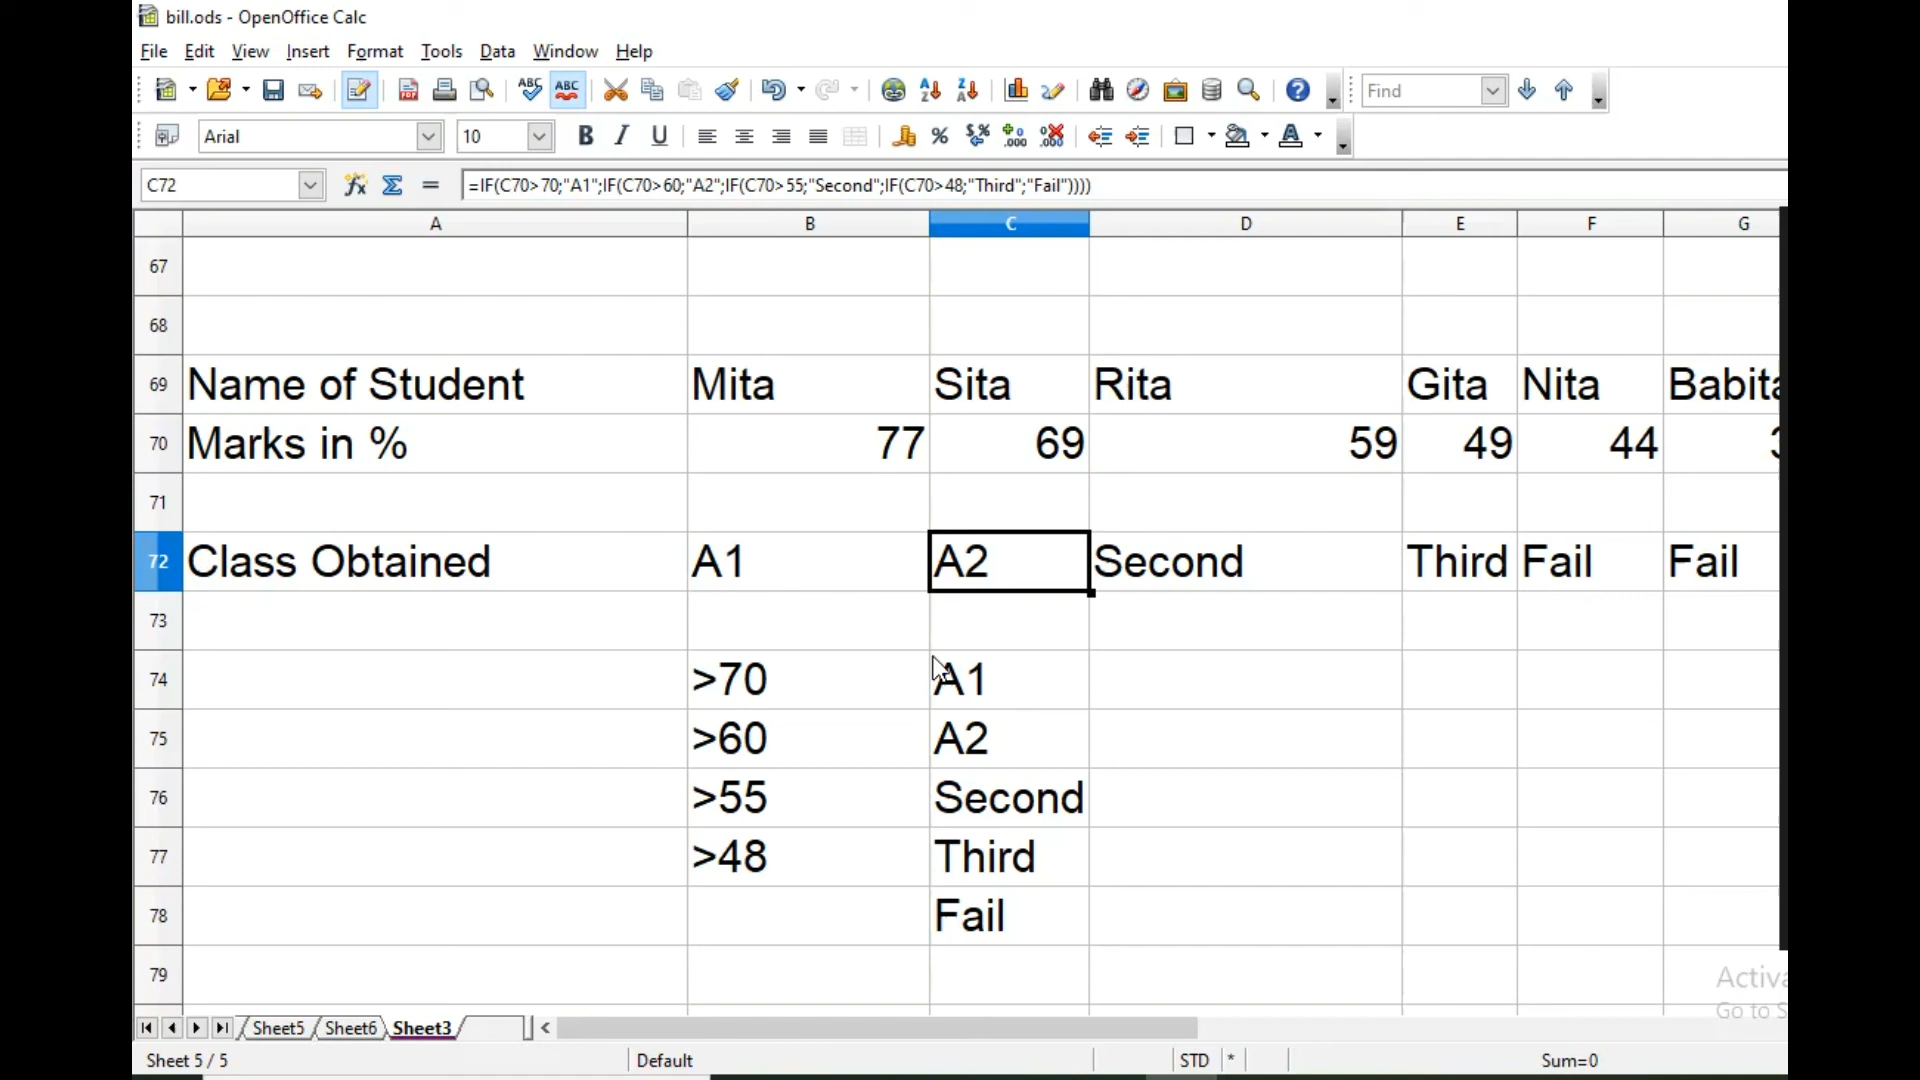 bill.ods - OpenOffice Calc
File Edit View Insert Format Tools Data Window Help
Find
Arial 10 B I U
C72 =IF(C70>70;"A1";IF(C70>60;"A2";IF(C70>55;"Second";IF(C70>48;"Third";"Fail"))))
A B C D E F G
67
68
69 Name of Student Mita Sita Rita Gita Nita Babita
70 Marks in % 77 69 59 49 44
71
72 Class Obtained A1 A2 Second Third Fail Fail
73
74 >70 A1
75 >60 A2
76 >55 Second
77 >48 Third
78 Fail
79
Activa
Go to S
Sheet5 Sheet6 Sheet3
Sheet 5 / 5 Default STD * Sum=0